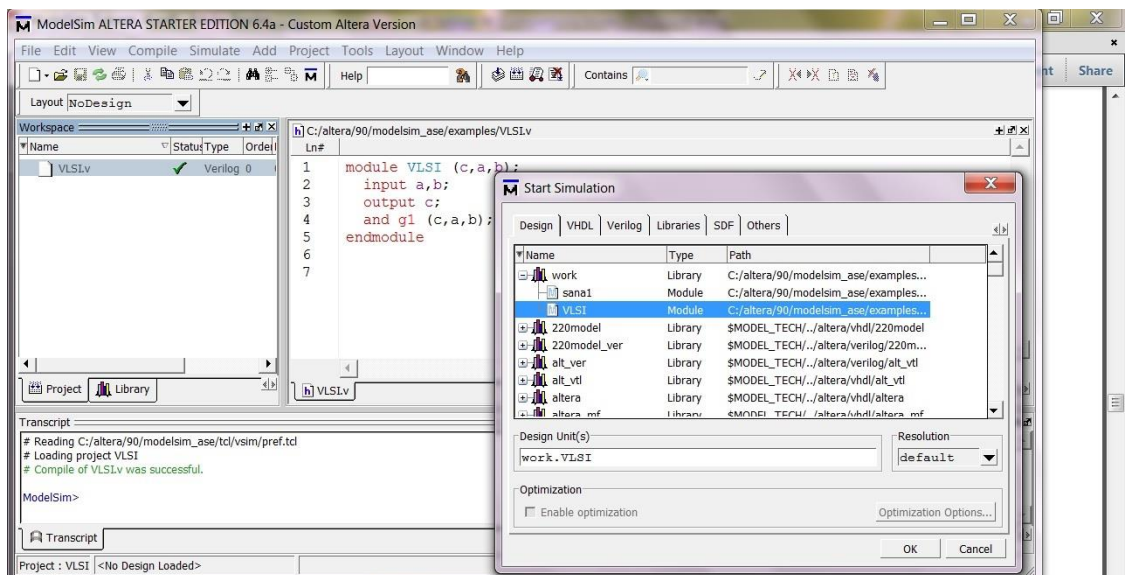 ModelSim ALTERA STARTER EDITION 6.4a - Custom Altera Version
File Edit View Compile Simulate Add Project Tools Layout Window Help
Help
Contains
nt Share
Layout NoDesign
Workspace
Name Status Type Order
VLSI.v Verilog 0
Project Library
C:/altera/90/modelsim_ase/examples/VLSI.v
Ln#
1 module VLSI (c,a,b);
2 input a,b;
3 output c;
4 and g1 (c,a,b);
5 endmodule
6
7
VLSI.v
Start Simulation
Design VHDL Verilog Libraries SDF Others
Name Type Path
work Library C:/altera/90/modelsim_ase/examples...
sana1 Module C:/altera/90/modelsim_ase/examples...
VLSI Module C:/altera/90/modelsim_ase/examples...
220model Library $MODEL_TECH/../altera/vhdl/220model
220model_ver Library $MODEL_TECH/../altera/verilog/220m...
alt_ver Library $MODEL_TECH/../altera/verilog/alt_vtl
alt_vtl Library $MODEL_TECH/../altera/vhdl/alt_vtl
altera Library $MODEL_TECH/../altera/vhdl/altera
altera_mf Library $MODEL_TECH/../altera/vhdl/altera_mf
Design Unit(s)
work.VLSI
Resolution
default
Optimization
Enable optimization
Optimization Options...
OK Cancel
Transcript
# Reading C:/altera/90/modelsim_ase/tcl/vsim/pref.tcl
# Loading project VLSI
# Compile of VLSI.v was successful.
ModelSim>
Transcript
Project : VLSI <No Design Loaded>